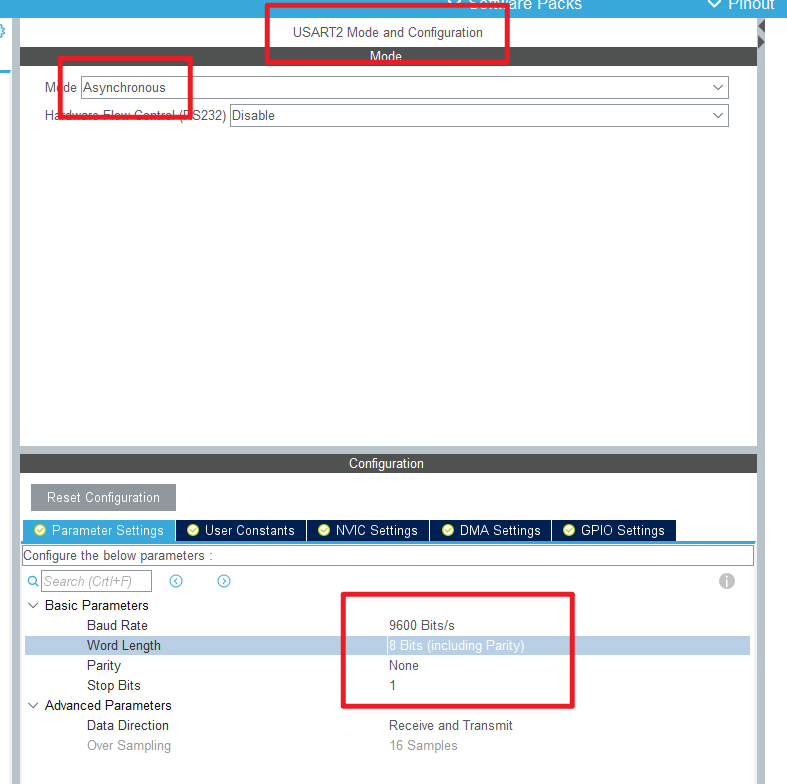 Software Packs Pinout
USART2 Mode and Configuration
Mode
Mode Asynchronous
Hardware Flow Control (RS232) Disable
Configuration
Reset Configuration
Parameter Settings User Constants NVIC Settings DMA Settings GPIO Settings
Configure the below parameters :
Search (Crtl+F)
Basic Parameters
Baud Rate 9600 Bits/s
Word Length 8 Bits (including Parity)
Parity None
Stop Bits 1
Advanced Parameters
Data Direction Receive and Transmit
Over Sampling 16 Samples